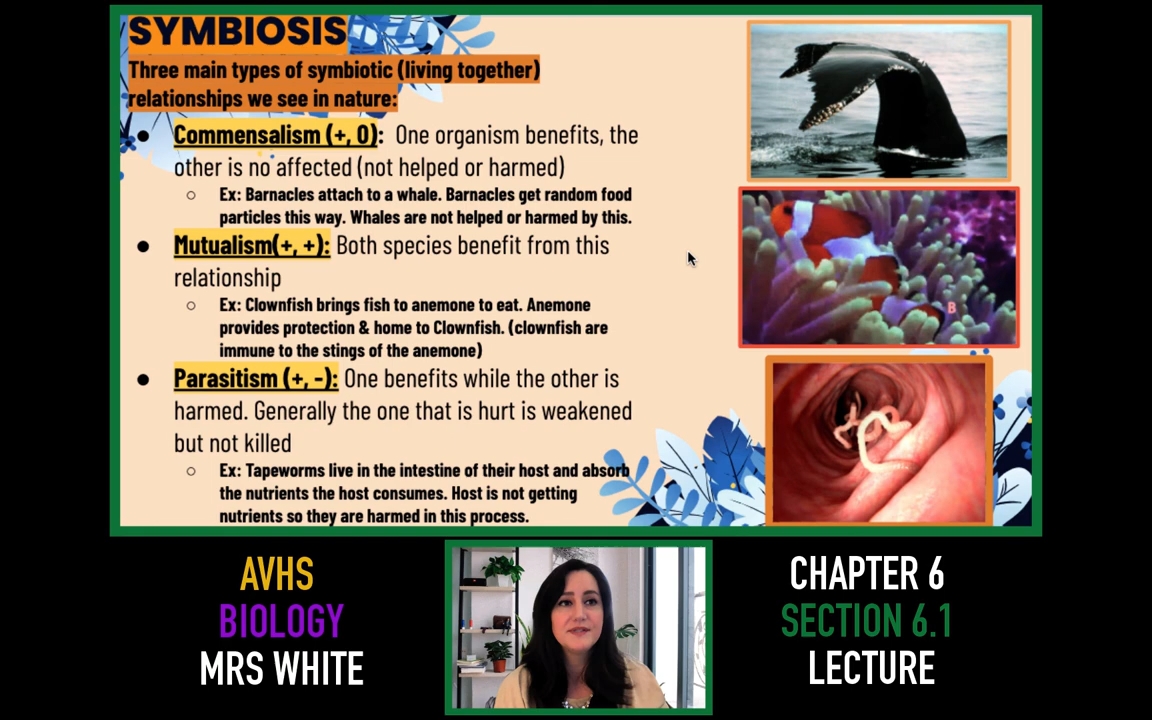 SYMBIOSIS
Three main types of symbiotic (living together)
relationships we see in nature:
● Commensalism (+, 0): One organism benefits, the
other is no affected (not helped or harmed)
○ Ex: Barnacles attach to a whale. Barnacles get random food
particles this way. Whales are not helped or harmed by this.
● Mutualism(+, +): Both species benefit from this
relationship
○ Ex: Clownfish brings fish to anemone to eat. Anemone
provides protection & home to Clownfish. (clownfish are
immune to the stings of the anemone)
● Parasitism (+, -): One benefits while the other is
harmed. Generally the one that is hurt is weakened
but not killed
○ Ex: Tapeworms live in the intestine of their host and absorb
the nutrients the host consumes. Host is not getting
nutrients so they are harmed in this process.
B
AVHS
BIOLOGY
MRS WHITE
CHAPTER 6
SECTION 6.1
LECTURE